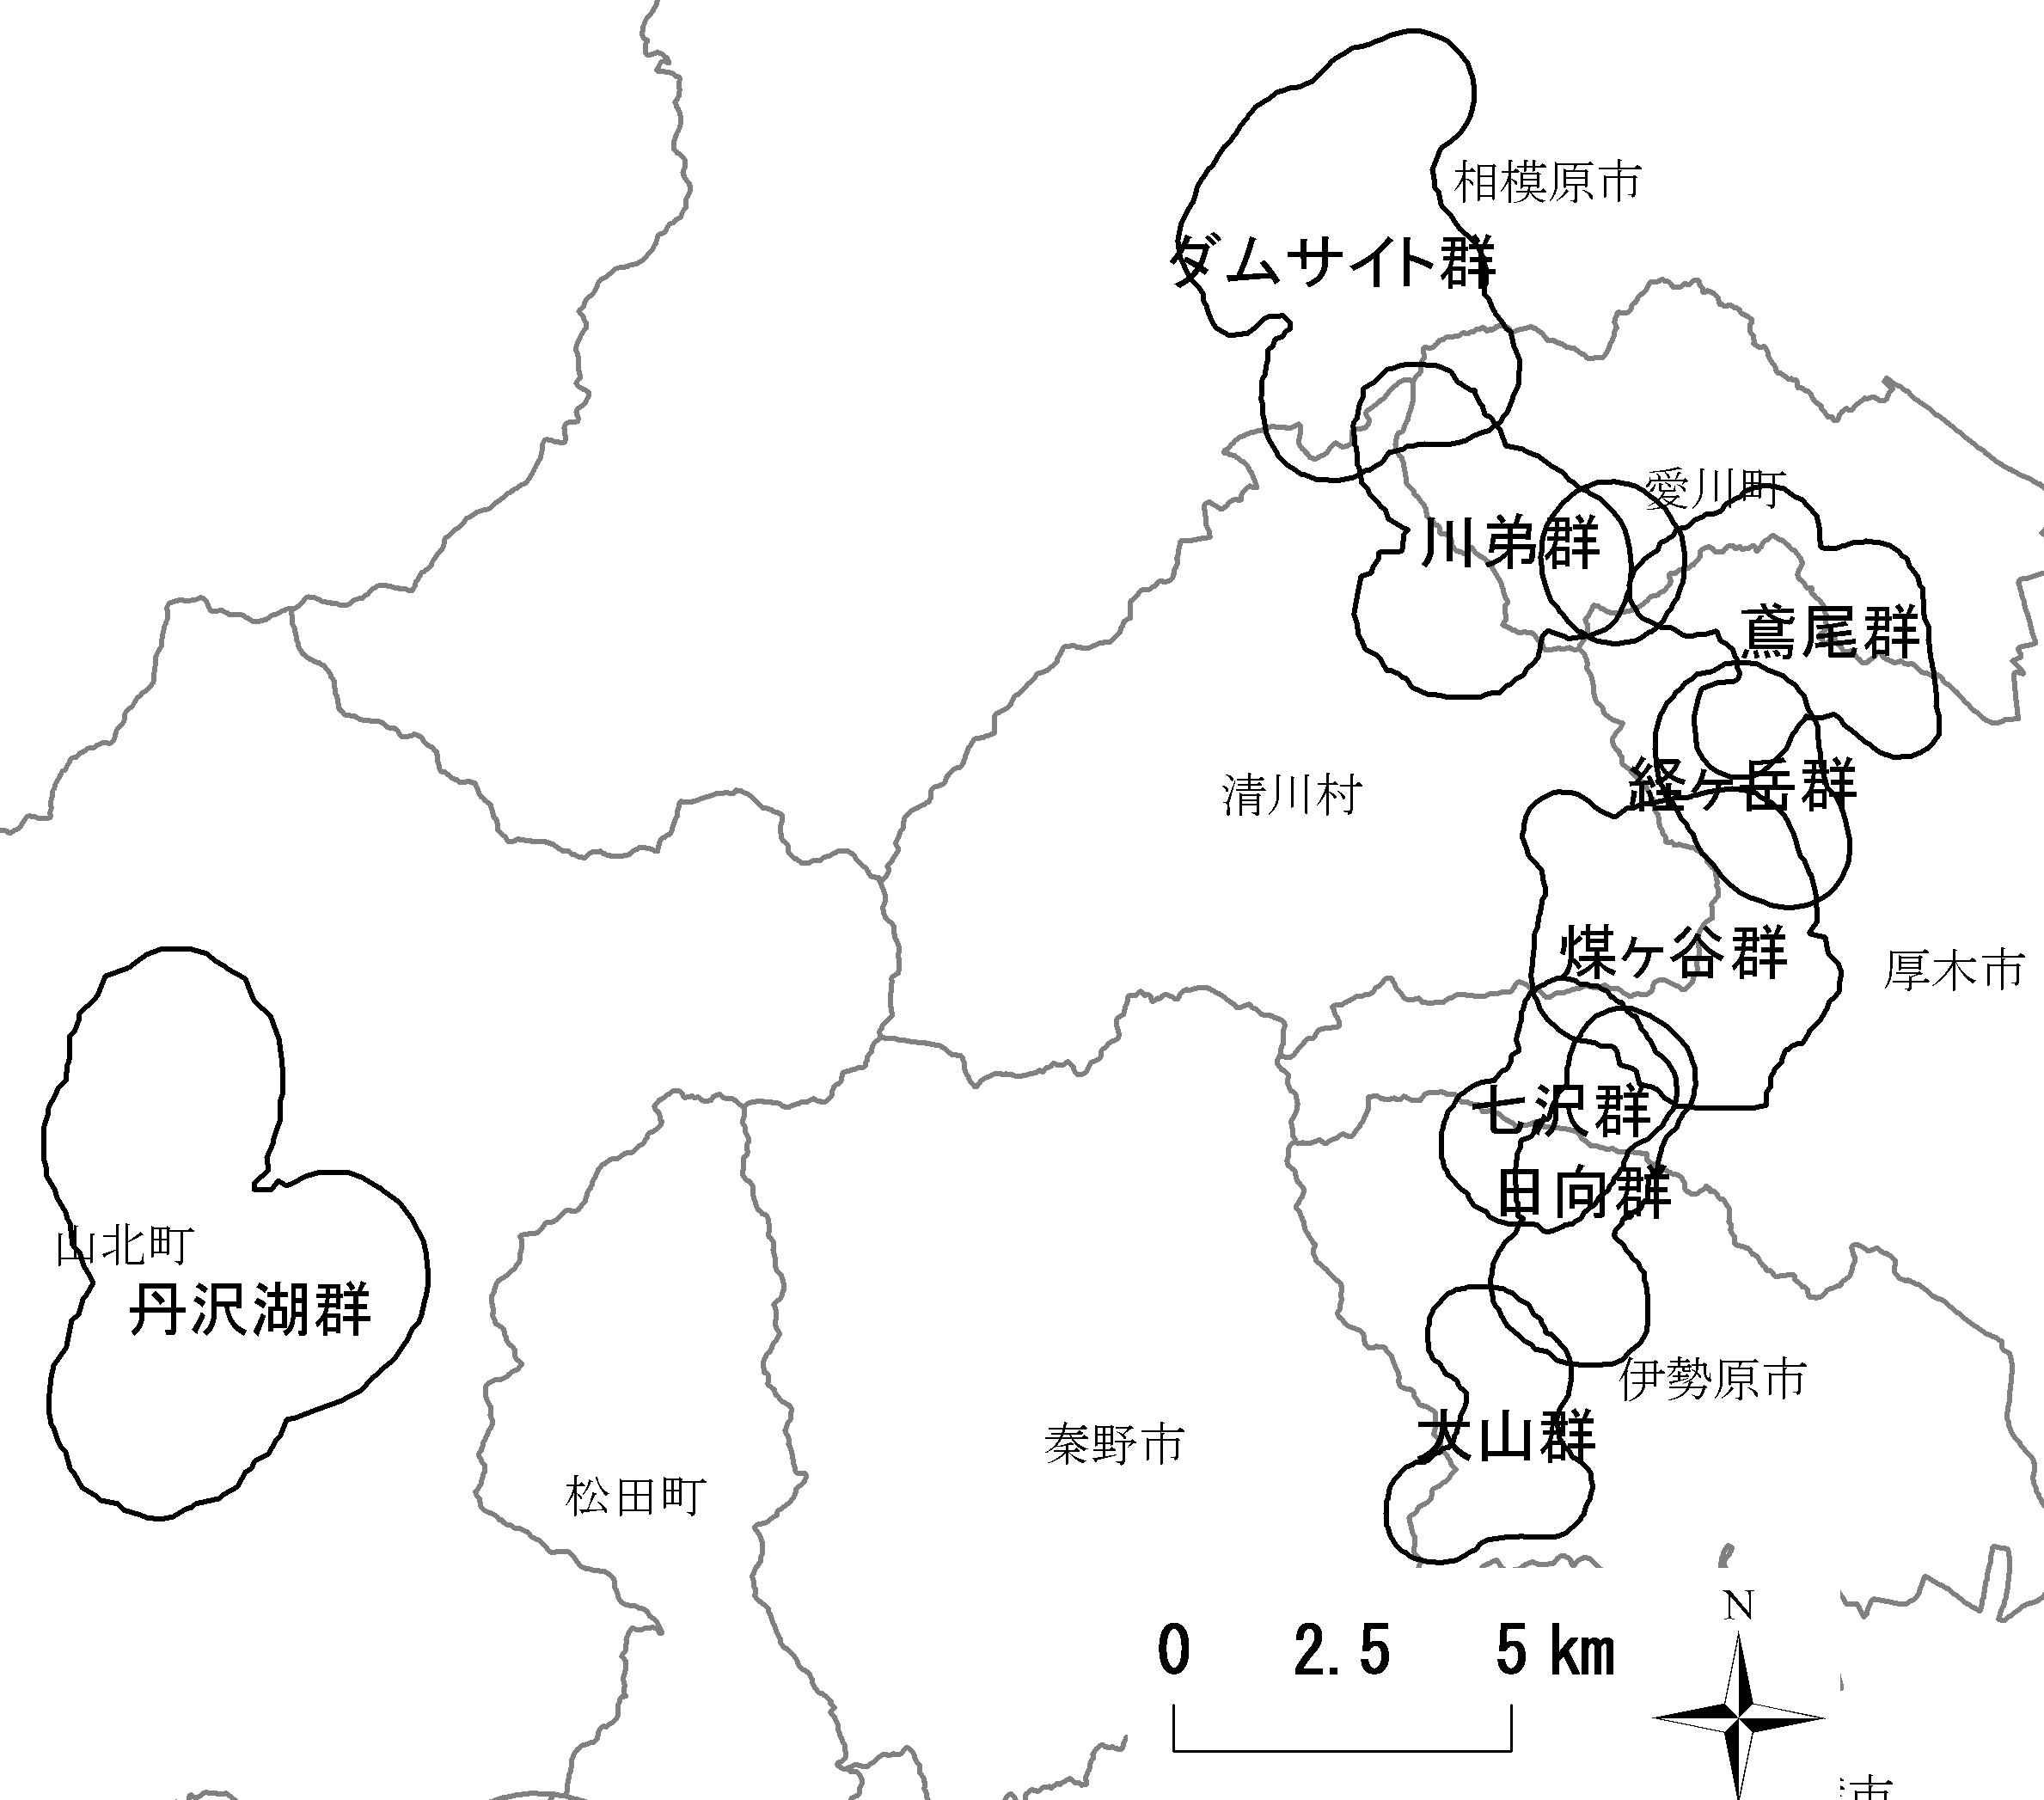 相模原市
ダムサイト群
愛川町
川弟群
鳶尾群
経ヶ岳群
清川村
煤ヶ谷群
厚木市
七沢群
日向群
山北町
丹沢湖群
伊勢原市
大山群
秦野市
松田町
N
0 2.5 5 km
市